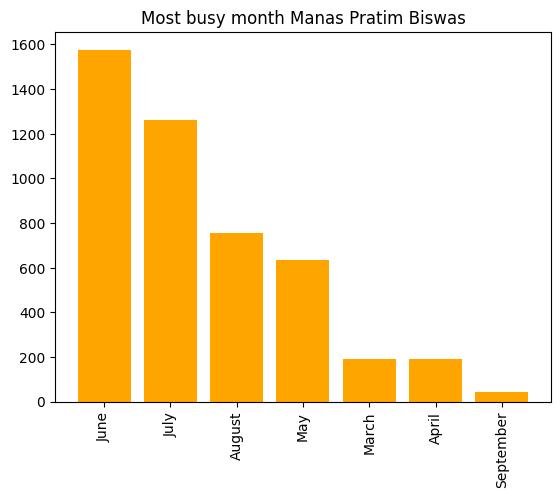 Most busy month Manas Pratim Biswas
1600
1400
1200
1000
800
600
400
200
0
June
July
August
May
March
April
September